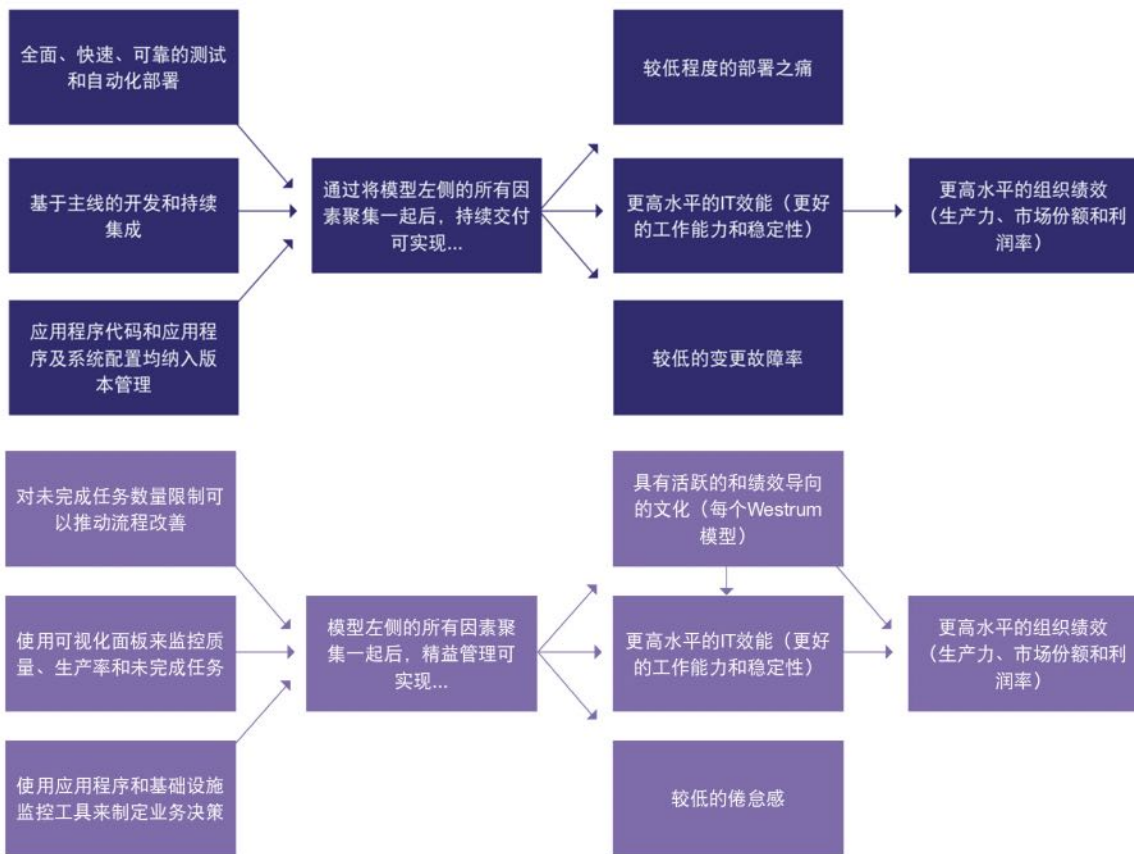 全面、快速、可靠的测试
和自动化部署
较低程度的部署之痛
基于主线的开发和持续
集成
通过将模型左侧的所有因
素聚集一起后，持续交付
可实现...
更高水平的IT效能（更好
的工作能力和稳定性）
更高水平的组织绩效
（生产力、市场份额和利
润率）
应用程序代码和应用程
序及系统配置均纳入版
本管理
较低的变更故障率
对未完成任务数量限制可
以推动流程改善
具有活跃的和绩效导向
的文化（每个Westrum
模型）
使用可视化面板来监控质
量、生产率和未完成任务
模型左侧的所有因素聚
集一起后，精益管理可
实现...
更高水平的IT效能（更好
的工作能力和稳定性）
更高水平的组织绩效
（生产力、市场份额和利
润率）
使用应用程序和基础设施
监控工具来制定业务决策
较低的倦怠感